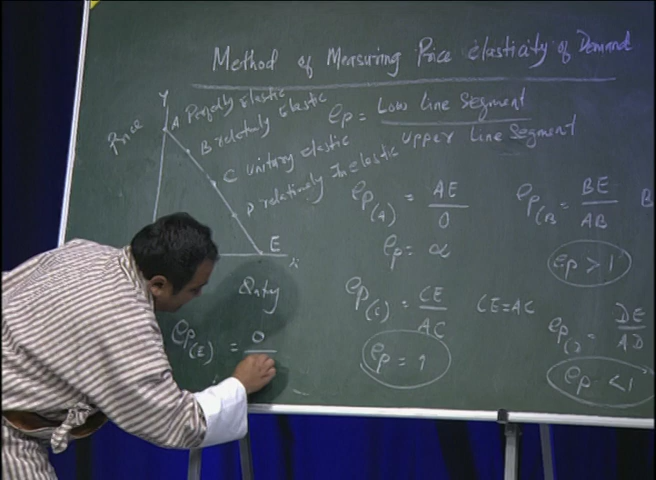 Method of Measuring Price elasticity of Demand
Y
Price
A Perfectly Elastic
B relatively Elastic
C unitary elastic
D relatively Inelastic
E
X
Qnty
ep = Low Line Segment
upper Line Segment
ep(A) = AE
0
ep = α
ep(B = BE
AB
B
ep > 1
ep(C) = CE
AC
CE = AC
ep = 1
ep(D) = DE
AD
ep < 1
ep(E) = 0